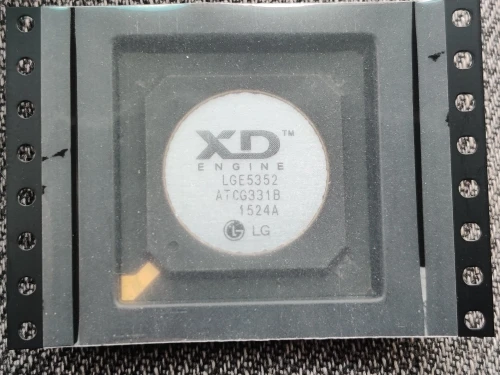 XD™
ENGINE
LGE5352
ATCG331B
1524A
LG